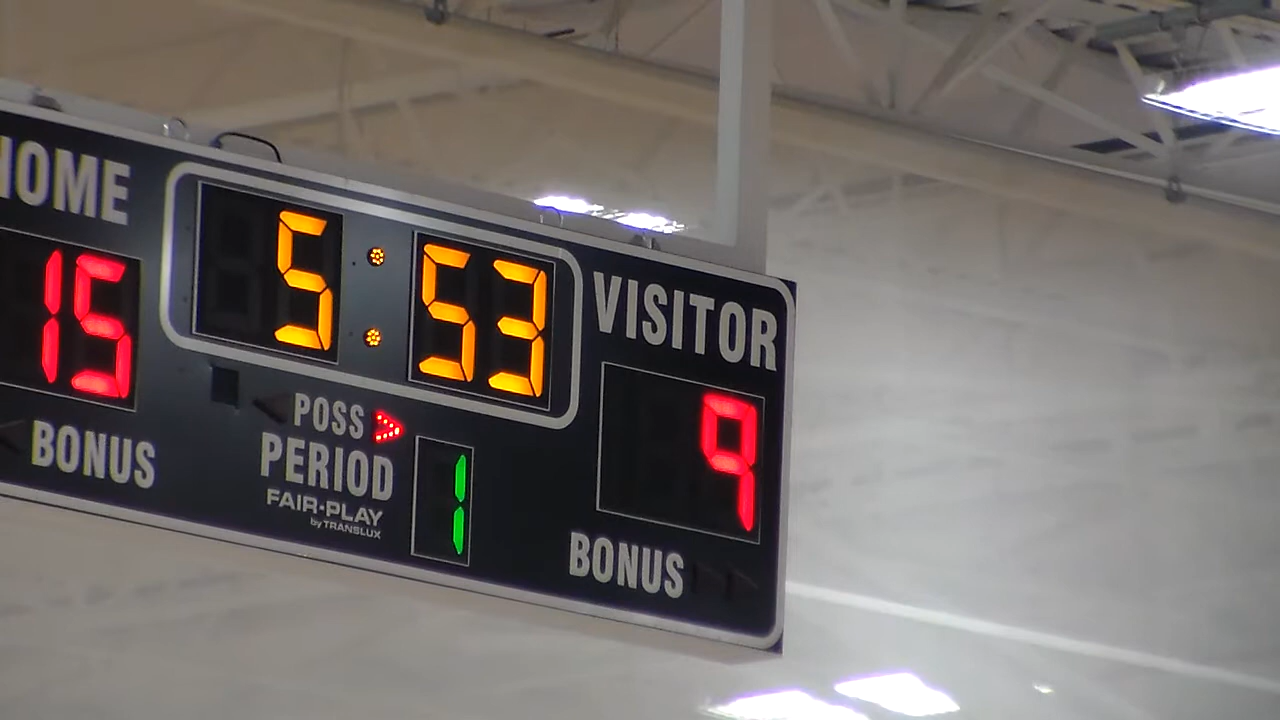 HOME
5:53
VISITOR
15
9
POSS
BONUS
PERIOD
1
FAIR-PLAY
by TRANSLUX
BONUS